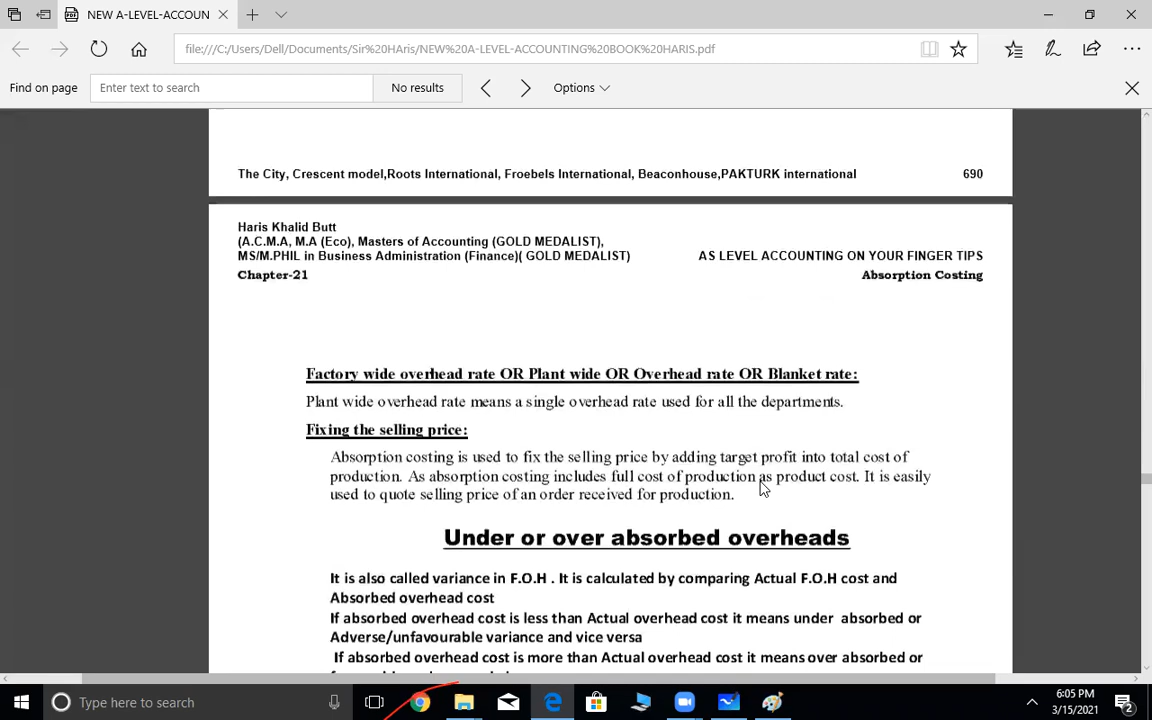 NEW A-LEVEL-ACCOUN
file:///C:/Users/Dell/Documents/Sir%20HAris/NEW%20A-LEVEL-ACCOUNTING%20BOOK%20HARIS.pdf
Find on page
Enter text to search
No results
Options
The City, Crescent model,Roots International, Froebels International, Beaconhouse,PAKTURK international 690
Haris Khalid Butt
(A.C.M.A, M.A (Eco), Masters of Accounting (GOLD MEDALIST),
MS/M.PHIL in Business Administration (Finance)( GOLD MEDALIST) AS LEVEL ACCOUNTING ON YOUR FINGER TIPS
Chapter-21 Absorption Costing
Factory wide overhead rate OR Plant wide OR Overhead rate OR Blanket rate:
Plant wide overhead rate means a single overhead rate used for all the departments.
Fixing the selling price:
Absorption costing is used to fix the selling price by adding target profit into total cost of
production. As absorption costing includes full cost of production as product cost. It is easily
used to quote selling price of an order received for production.
Under or over absorbed overheads
It is also called variance in F.O.H . It is calculated by comparing Actual F.O.H cost and
Absorbed overhead cost
If absorbed overhead cost is less than Actual overhead cost it means under absorbed or
Adverse/unfavourable variance and vice versa
If absorbed overhead cost is more than Actual overhead cost it means over absorbed or
Type here to search
6:05 PM
3/15/2021
2